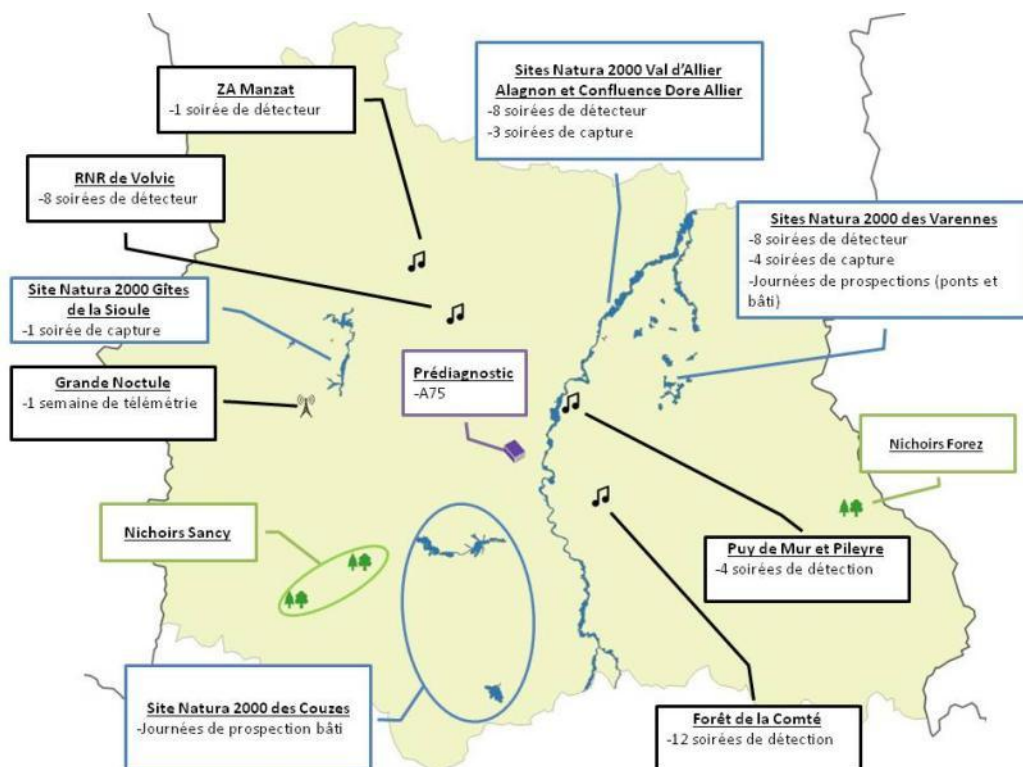 ZA Manzat
-1 soirée de détecteur
Sites Natura 2000 Val d'Allier
Alagnon et Confluence Dore Allier
-8 soirées de détecteur
-3 soirées de capture
RNR de Volvic
-8 soirées de détecteur
Sites Natura 2000 des Varennes
-8 soirées de détecteur
-4 soirées de capture
-Journées de prospections (ponts et
bâti)
Site Natura 2000 Gîtes
de la Sioule
-1 soirée de capture
Grande Noctule
-1 semaine de télémétrie
Prédiagnostic
-A75
Nichoirs Forez
Nichoirs Sancy
Puy de Mur et Pileyre
-4 soirées de détection
Site Natura 2000 des Couzes
-Journées de prospection bâti
Forêt de la Comté
-12 soirées de détection